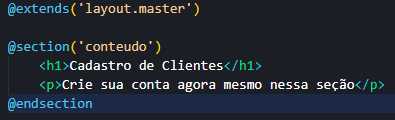 @extends('layout.master')
@section('conteudo')
<h1>Cadastro de Clientes</h1>
<p>Crie sua conta agora mesmo nessa seção</p>
@endsection